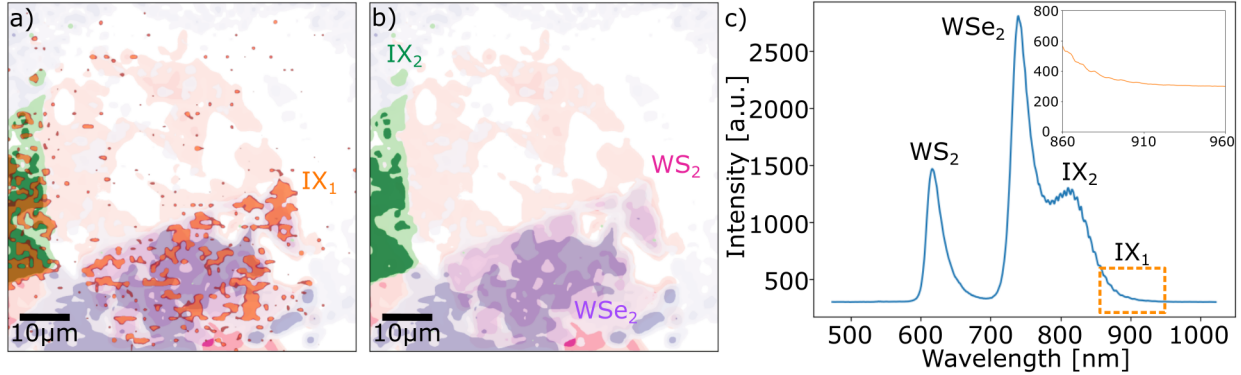 a)
IX₁
10μm
b)
IX₂
WS₂
WSe₂
10μm
c)
Intensity [a.u.]
2500
2000
1500
1000
500
WS₂
WSe₂
IX₂
IX₁
800
600
400
200
0
860
910
960
500
600
700
800
900
1000
Wavelength [nm]